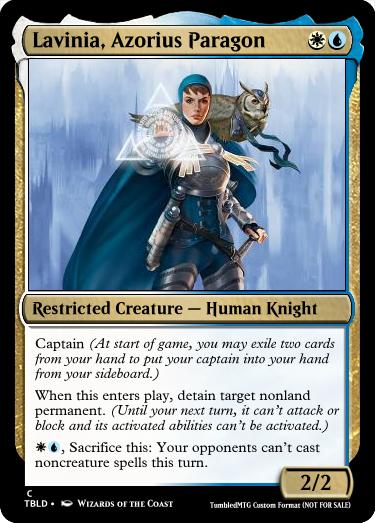 Lavinia, Azorius Paragon
Restricted Creature — Human Knight
Captain (At start of game, you may exile two cards
from your hand to put your captain into your hand
from your sideboard.)
When this enters play, detain target nonland
permanent. (Until your next turn, it can't attack or
block and its activated abilities can't be activated.)
, Sacrifice this: Your opponents can't cast
noncreature spells this turn.
2/2
C
TBLD • Wizards of the Coast
TumbledMTG Custom Format (NOT FOR SALE)